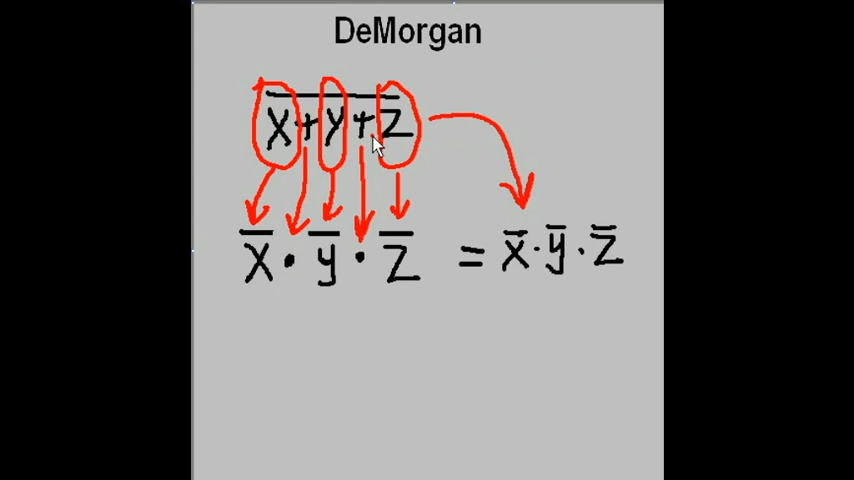 DeMorgan
X+y+Z̅
X̅ · y̅ · Z̅ = X̅ · y̅ · Z̅